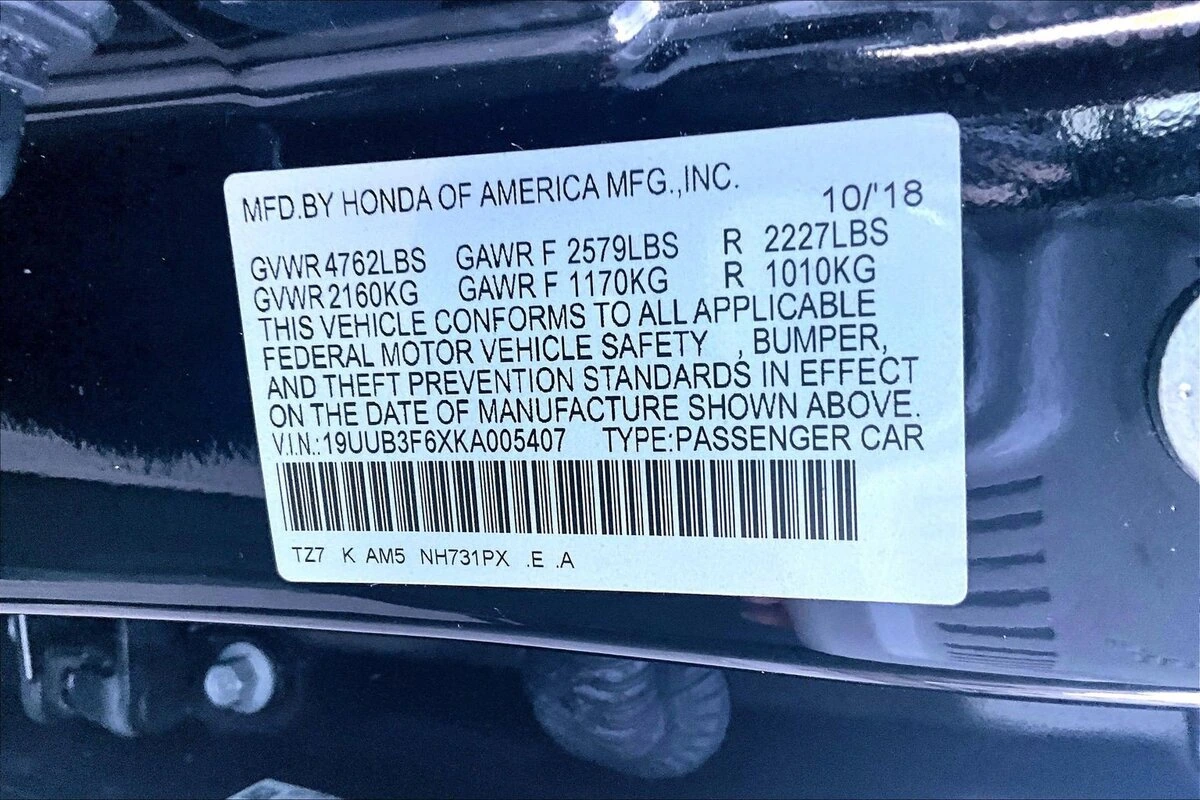 MFD.BY HONDA OF AMERICA MFG.,INC.
10/'18
GVWR 4762LBS GAWR F 2579LBS R 2227LBS
GVWR 2160KG GAWR F 1170KG R 1010KG
THIS VEHICLE CONFORMS TO ALL APPLICABLE
FEDERAL MOTOR VEHICLE SAFETY , BUMPER,
AND THEFT PREVENTION STANDARDS IN EFFECT
ON THE DATE OF MANUFACTURE SHOWN ABOVE.
V.I.N.:19UUB3F6XKA005407 TYPE:PASSENGER CAR
TZ7 K AM5 NH731PX .E .A